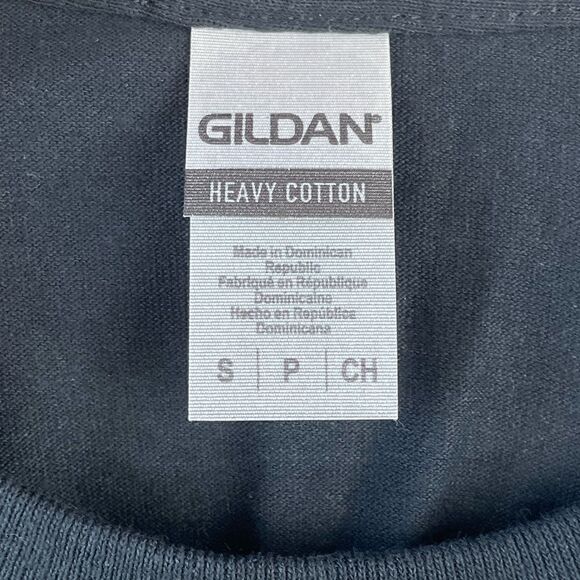 GILDAN®
HEAVY COTTON
Made in Dominican
Republic
Fabriqué en République
Dominicaine
Hecho en República
Dominicana
S | P | CH